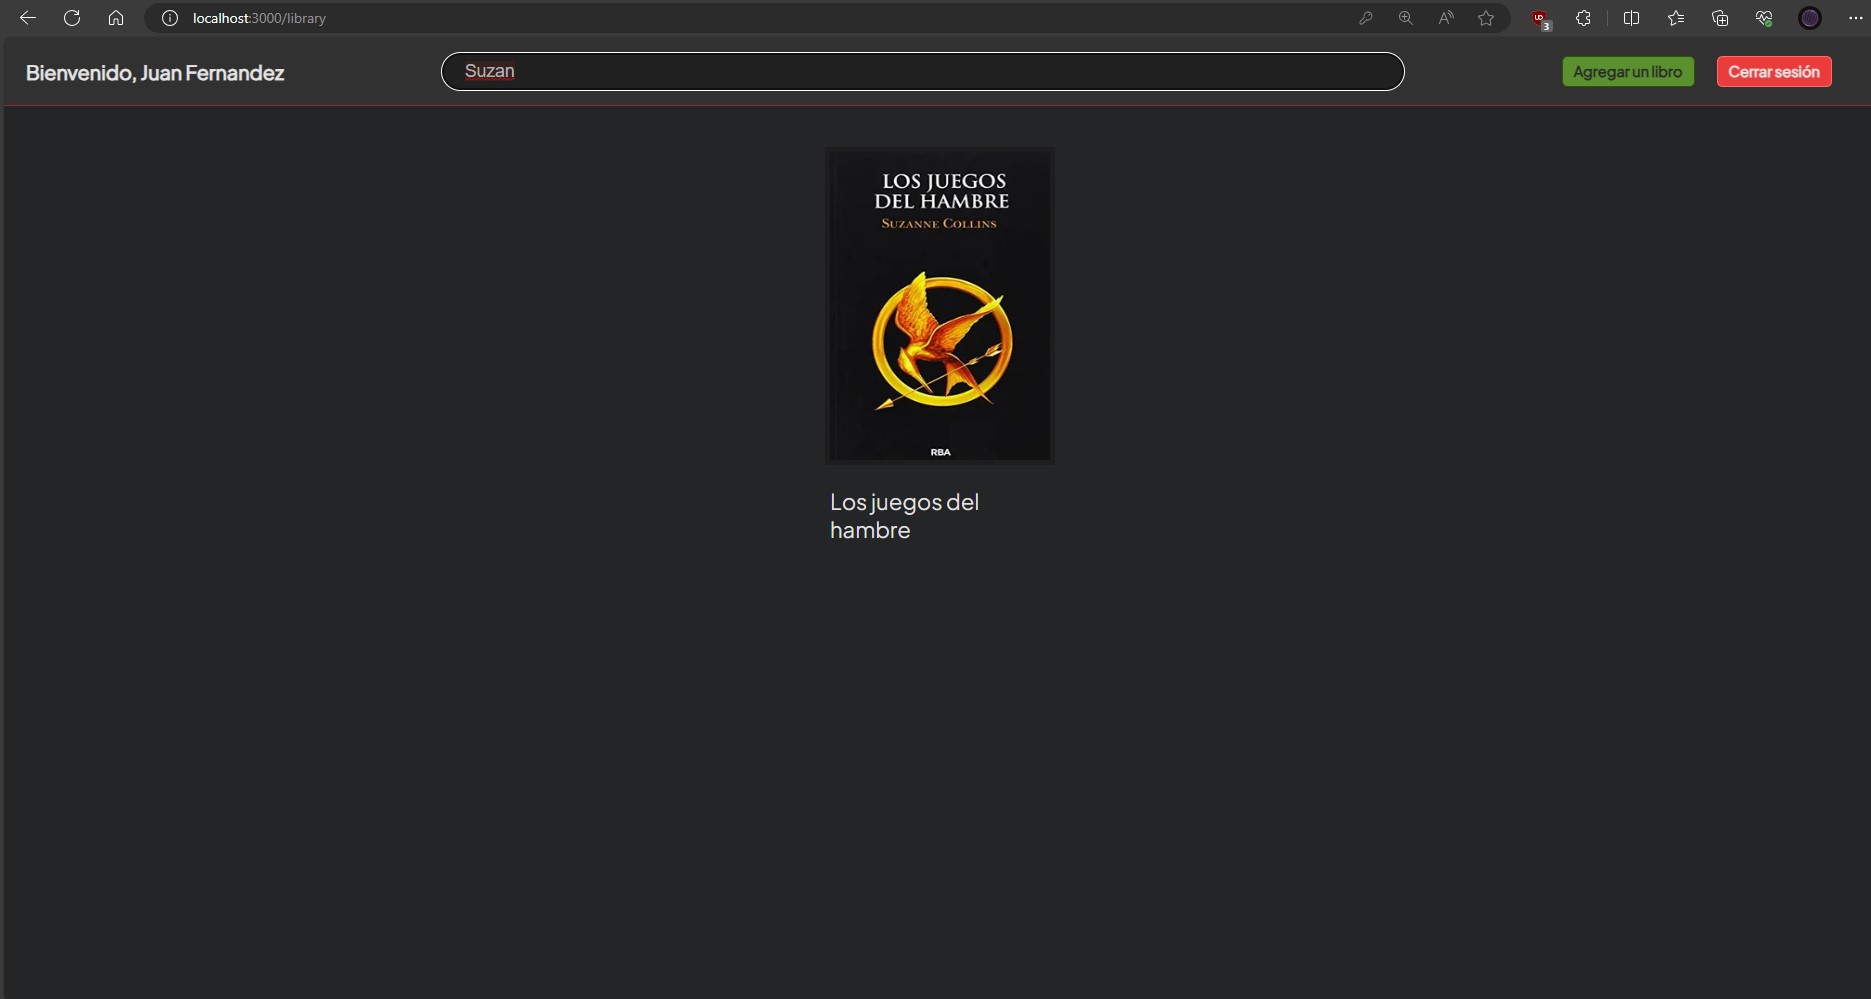 localhost:3000/library
3
Bienvenido, Juan Fernandez
Suzan
Agregar un libro
Cerrar sesión
LOS JUEGOS
DEL HAMBRE
SUZANNE COLLINS
RBA
Los juegos del
hambre